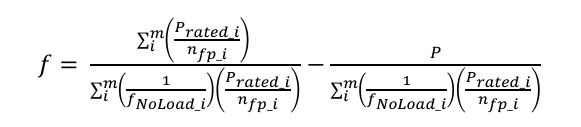 f = \frac{\sum_i^m \left(\frac{P_{rated\_i}}{n_{fp\_i}}\right)}{\sum_i^m \left(\frac{1}{f_{NoLoad\_i}}\right)\left(\frac{P_{rated\_i}}{n_{fp\_i}}\right)} - \frac{P}{\sum_i^m \left(\frac{1}{f_{NoLoad\_i}}\right)\left(\frac{P_{rated\_i}}{n_{fp\_i}}\right)}